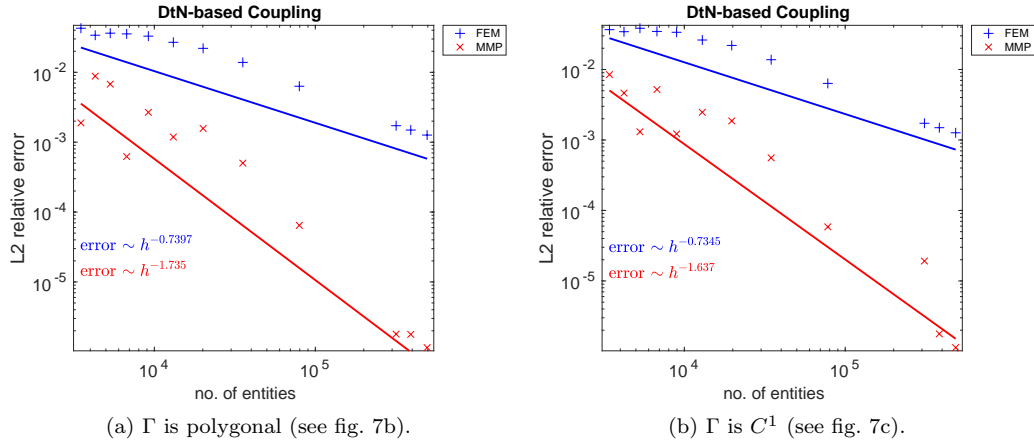 DtN-based Coupling
FEM
MMP
L2 relative error
10^{-2}
10^{-3}
10^{-4}
10^{-5}
error ∼ h^{-0.7397}
error ∼ h^{-1.735}
10^4
10^5
no. of entities
(a) Γ is polygonal (see fig. 7b).
DtN-based Coupling
FEM
MMP
L2 relative error
10^{-2}
10^{-3}
10^{-4}
10^{-5}
error ∼ h^{-0.7345}
error ∼ h^{-1.637}
10^4
10^5
no. of entities
(b) Γ is C^1 (see fig. 7c).